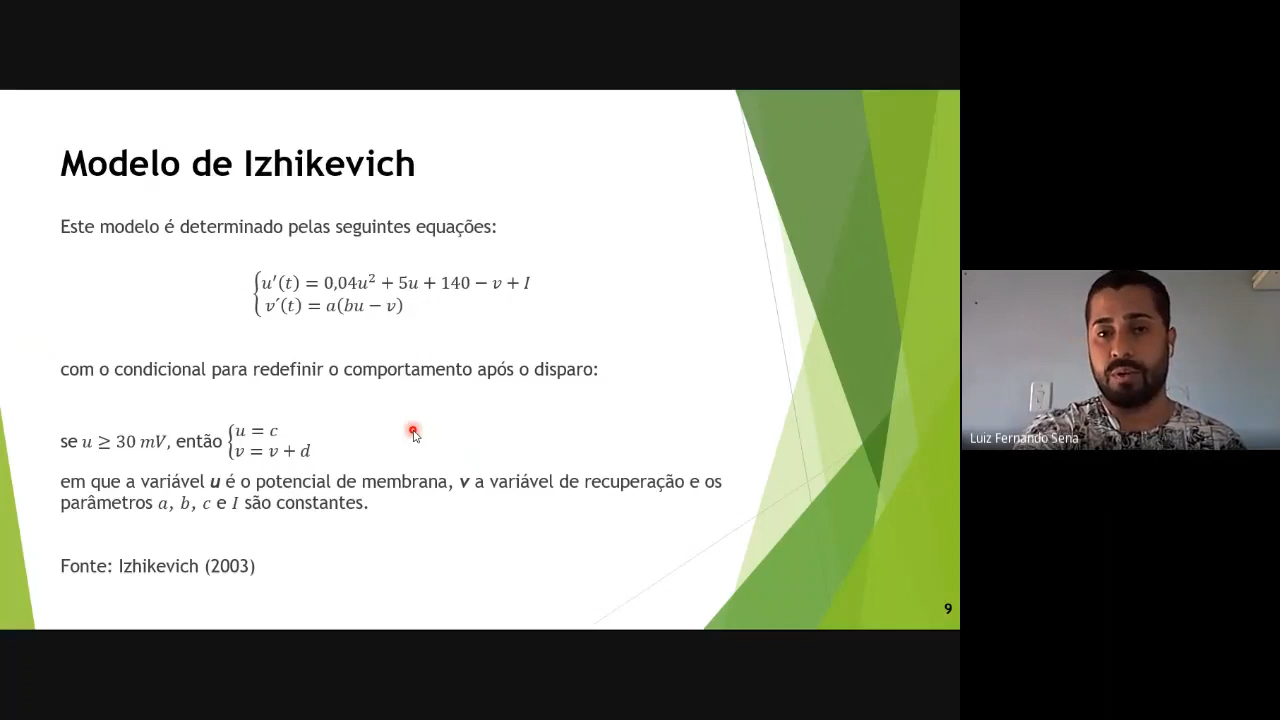 Modelo de Izhikevich
Este modelo é determinado pelas seguintes equações:
u′(t) = 0,04u² + 5u + 140 − v + I
v´(t) = a(bu − v)
com o condicional para redefinir o comportamento após o disparo:
se u ≥ 30 mV, então { u = c
v = v + d
em que a variável u é o potencial de membrana, v a variável de recuperação e os
parâmetros a, b, c e I são constantes.
Fonte: Izhikevich (2003)
9
Luiz Fernando Sena